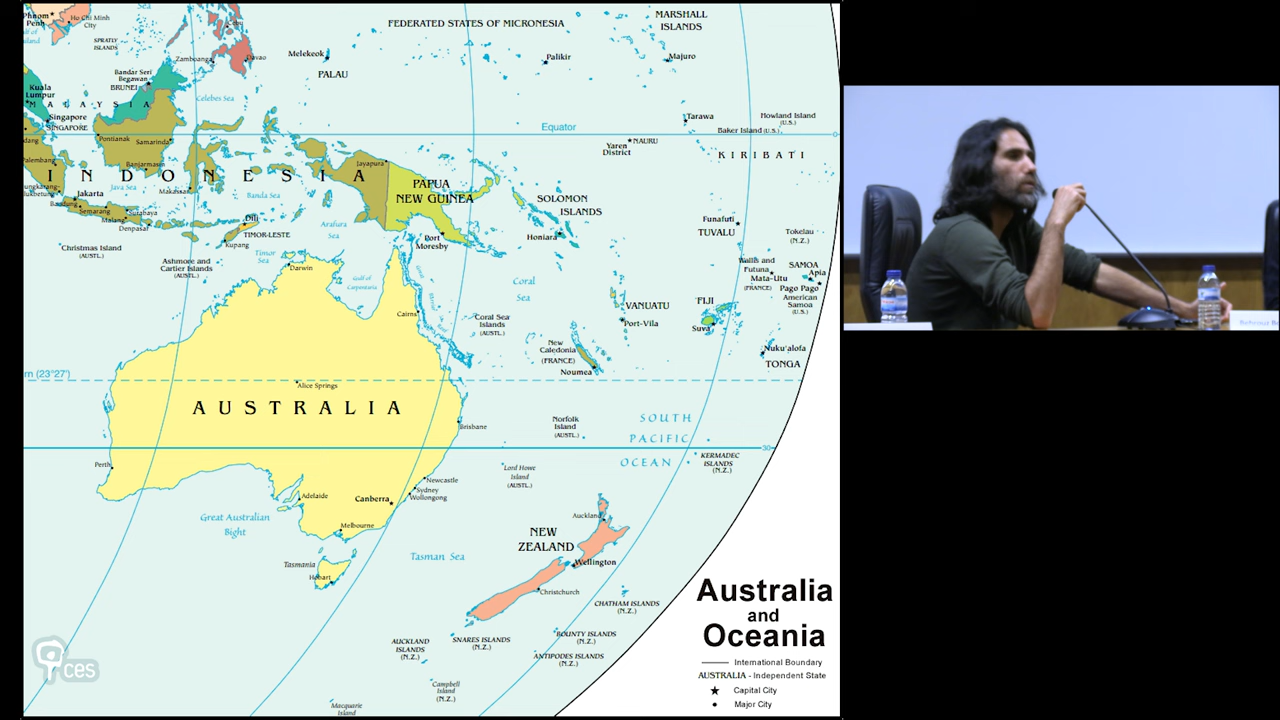 Phnom
Penh
Ho Chi Minh
City
SPRATLY
ISLANDS
Sea
Zamboanga
Davao
Melekeok
PALAU
FEDERATED STATES OF MICRONESIA
Palikir
MARSHALL
ISLANDS
Majuro
Bandar Seri
Begawan
BRUNEI
Kuala
Lumpur
MALAYSIA
Singapore
SINGAPORE
Celebes Sea
Equator
0
Tarawa
Howland Island
(U.S.)
Baker Island (U.S.)
NAURU
Yaren
District
KIRIBATI
Pontianak
Samarinda
Palembang
Banjarmasin
INDONESIA
Jayapura
PAPUA
NEW GUINEA
Java Sea
Makassar
Banda Sea
Jakarta
Bandung
Semarang
Surabaya
Malang
Denpasar
Dili
TIMOR-LESTE
Kupang
Arafura
Sea
Port
Moresby
SOLOMON
ISLANDS
Honiara
Funafuti
TUVALU
Tokelau
(N.Z.)
Christmas Island
(AUSTL.)
Ashmore and
Cartier Islands
(AUSTL.)
Timor
Sea
Darwin
Gulf of
Carpentaria
Wallis and
Futuna
Mata-Utu
(FRANCE)
SAMOA
Apia
Pago Pago
American
Samoa
(U.S.)
Coral
Sea
Cairns
Coral Sea
Islands
(AUSTL.)
VANUATU
Port-Vila
FIJI
Suva
New
Caledonia
(FRANCE)
Noumea
Nuku'alofa
TONGA
rn (23°27')
Alice Springs
AUSTRALIA
Norfolk
Island
(AUSTL.)
SOUTH
PACIFIC
OCEAN
Brisbane
30
KERMADEC
ISLANDS
(N.Z.)
Perth
Lord Howe
Island
(AUSTL.)
Newcastle
Sydney
Wollongong
Adelaide
Canberra
Great Australian
Bight
Melbourne
Auckland
NEW
ZEALAND
Tasman Sea
Wellington
Tasmania
Hobart
Christchurch
CHATHAM ISLANDS
(N.Z.)
AUCKLAND
ISLANDS
(N.Z.)
SNARES ISLANDS
(N.Z.)
BOUNTY ISLANDS
(N.Z.)
ANTIPODES ISLANDS
(N.Z.)
Campbell
Island
(N.Z.)
Macquarie
Island
Australia
and
Oceania
International Boundary
AUSTRALIA - Independent State
Capital City
Major City
ces